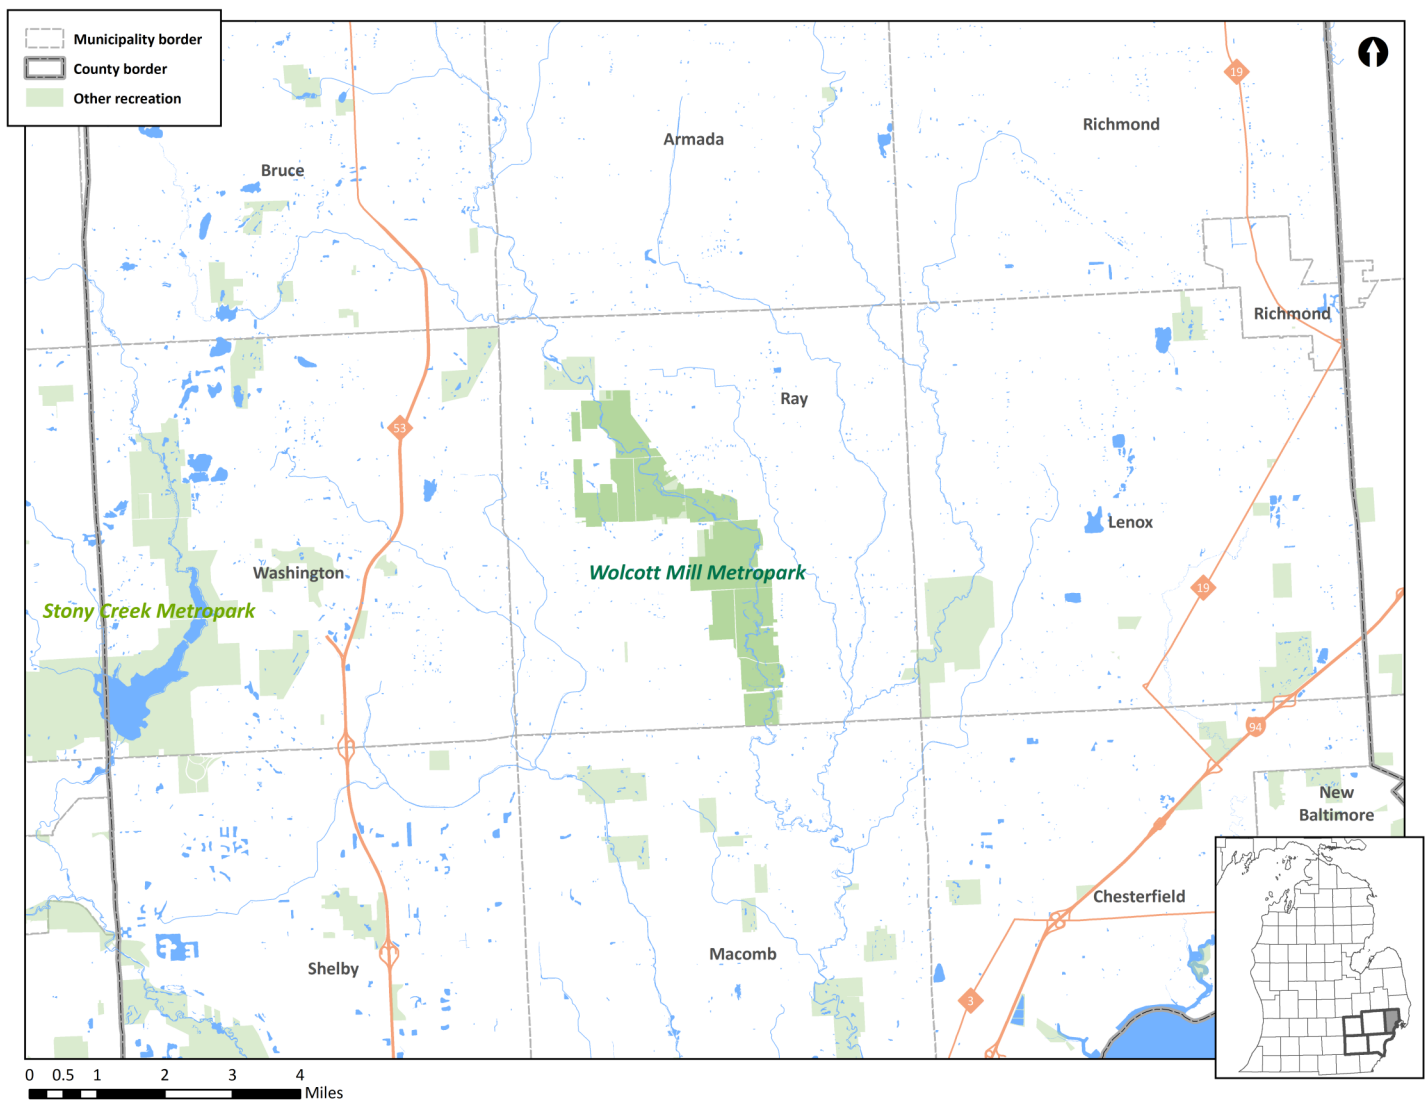 Municipality border
County border
Other recreation
19
Richmond
Armada
Bruce
Richmond
Ray
53
Lenox
Wolcott Mill Metropark
Washington
19
Stony Creek Metropark
94
New
Baltimore
Chesterfield
Macomb
Shelby
3
0 0.5 1 2 3 4
Miles